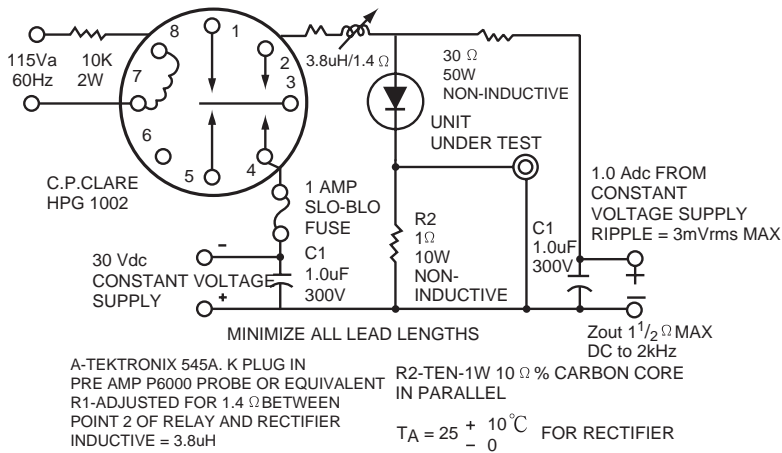 115Va
60Hz
10K
2W
8
1
2
3
7
6
5
4
C.P.CLARE
HPG 1002
3.8uH/1.4 Ω
30 Ω
50W
NON-INDUCTIVE
UNIT
UNDER TEST
1 AMP
SLO-BLO
FUSE
R2
1Ω
10W
NON-
INDUCTIVE
C1
1.0uF
300V
1.0 Adc FROM
CONSTANT
VOLTAGE SUPPLY
RIPPLE = 3mVrms MAX
30 Vdc
CONSTANT VOLTAGE
SUPPLY
-
+
C1
1.0uF
300V
+
–
MINIMIZE ALL LEAD LENGTHS
Zout 1 1/2 Ω MAX
DC to 2kHz
A-TEKTRONIX 545A. K PLUG IN
PRE AMP P6000 PROBE OR EQUIVALENT
R1-ADJUSTED FOR 1.4 Ω BETWEEN
POINT 2 OF RELAY AND RECTIFIER
INDUCTIVE = 3.8uH
R2-TEN-1W 10 Ω % CARBON CORE
IN PARALLEL
TA = 25 + 10 °C FOR RECTIFIER
– 0